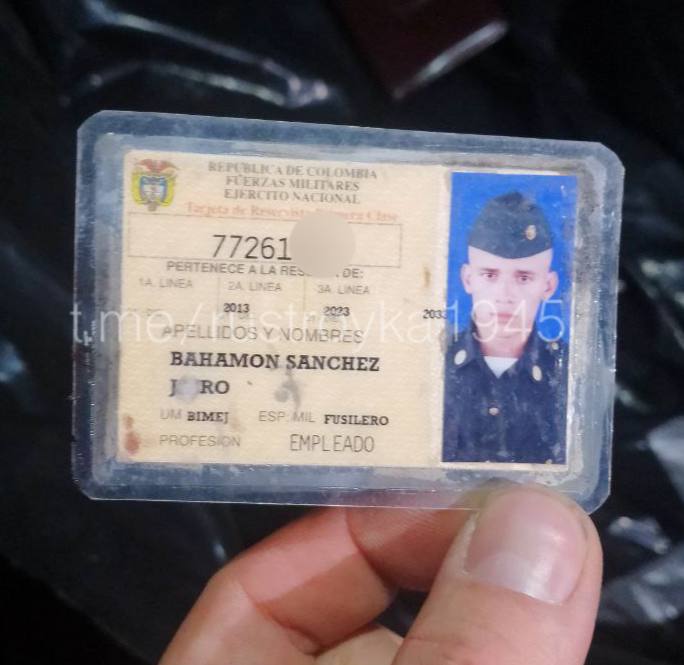 REPUBLICA DE COLOMBIA
FUERZAS MILITARES
EJERCITO NACIONAL
Tarjeta de Reservista Primera Clase
77261
PERTENECE A LA DE:
1A. LINEA 2A. LINEA 3A. LINEA
2013 2023 2033
APELLIDOS Y NOMBRES
BAHAMON SANCHEZ
UM BIMEJ ESP. MIL FUSILERO
PROFESION EMPLEADO